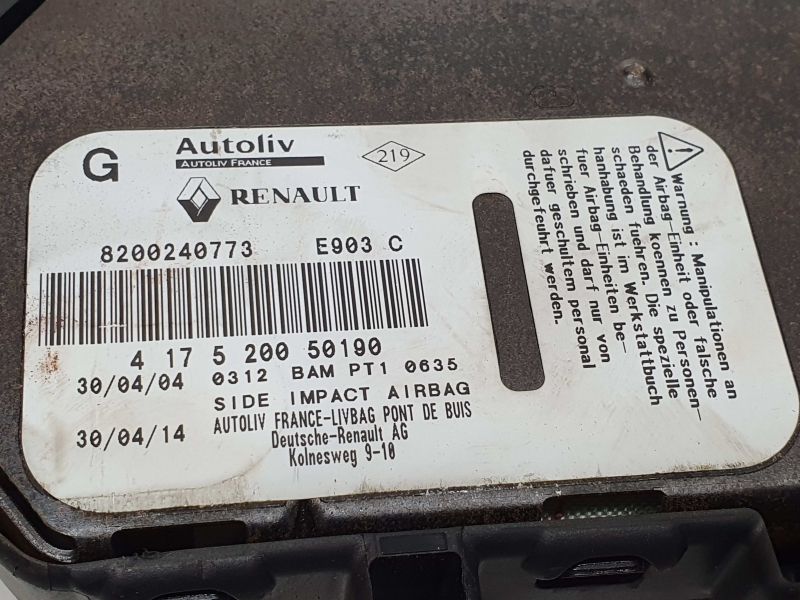 G
Autoliv
AUTOLIV FRANCE
219
RENAULT
8200240773 E903 C
4 17 5 200 50190
30/04/04 0312 BAM PT1 0635
SIDE IMPACT AIRBAG
30/04/14 AUTOLIV FRANCE-LIVBAG PONT DE BUIS
Deutsche-Renault AG
Kolnesweg 9-10
Warnung : Manipulationen an
der Airbag-Einheit oder falsche
Behandlung koennen zu Personen-
schaeden fuehren. Die spezielle
hanhabung ist im Werkstattbuch
fuer Airbag-Einheiten be-
schrieben und darf nur von
dafuer geschultem personal
durchgefeuhrt werden.